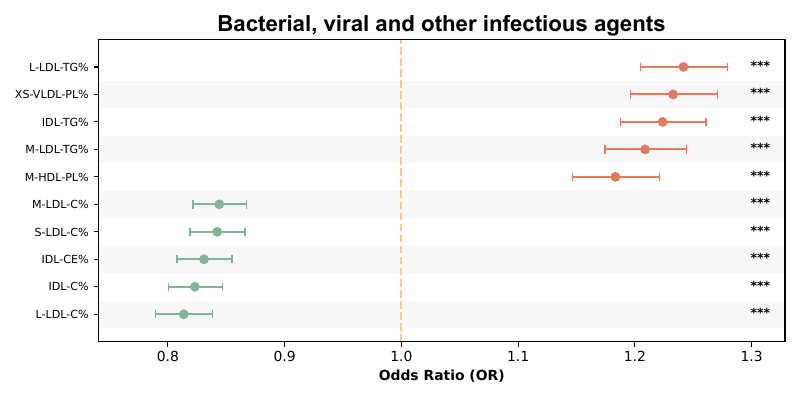 Bacterial, viral and other infectious agents
L-LDL-TG% ***
XS-VLDL-PL% ***
IDL-TG% ***
M-LDL-TG% ***
M-HDL-PL% ***
M-LDL-C% ***
S-LDL-C% ***
IDL-CE% ***
IDL-C% ***
L-LDL-C% ***
0.8 0.9 1.0 1.1 1.2 1.3
Odds Ratio (OR)